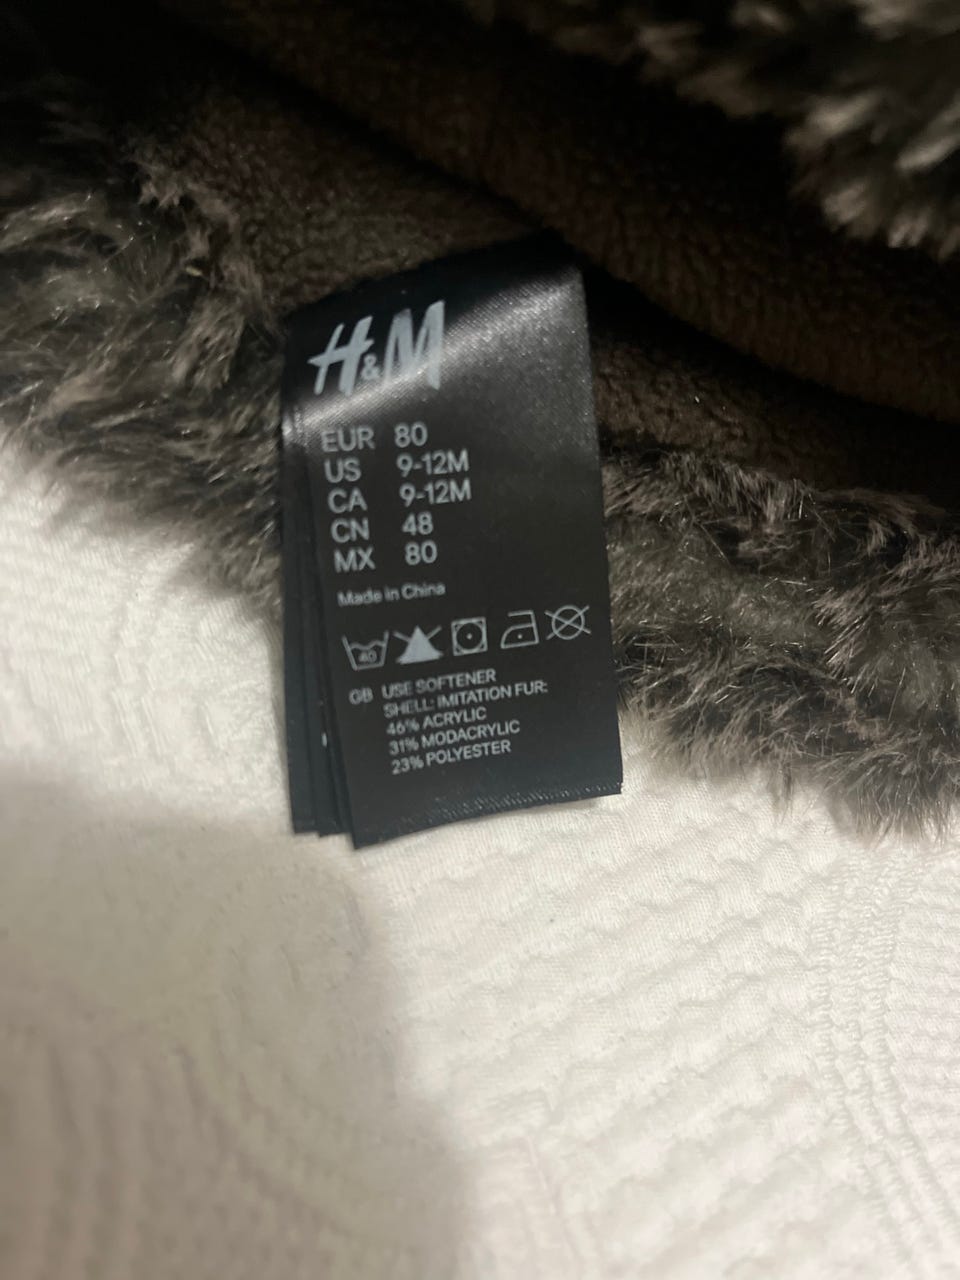 H&M
EUR 80
US 9-12M
CA 9-12M
CN 48
MX 80
Made in China
40
GB USE SOFTENER
SHELL: IMITATION FUR:
46% ACRYLIC
31% MODACRYLIC
23% POLYESTER